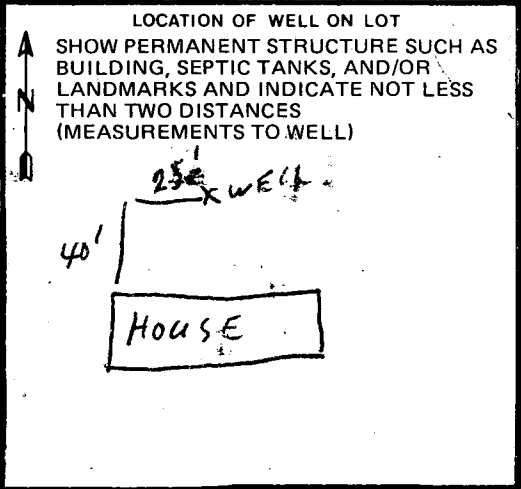 LOCATION OF WELL ON LOT
SHOW PERMANENT STRUCTURE SUCH AS
BUILDING, SEPTIC TANKS, AND/OR
LANDMARKS AND INDICATE NOT LESS
THAN TWO DISTANCES
(MEASUREMENTS TO WELL)
N
25'
X WELL
40'
HOUSE